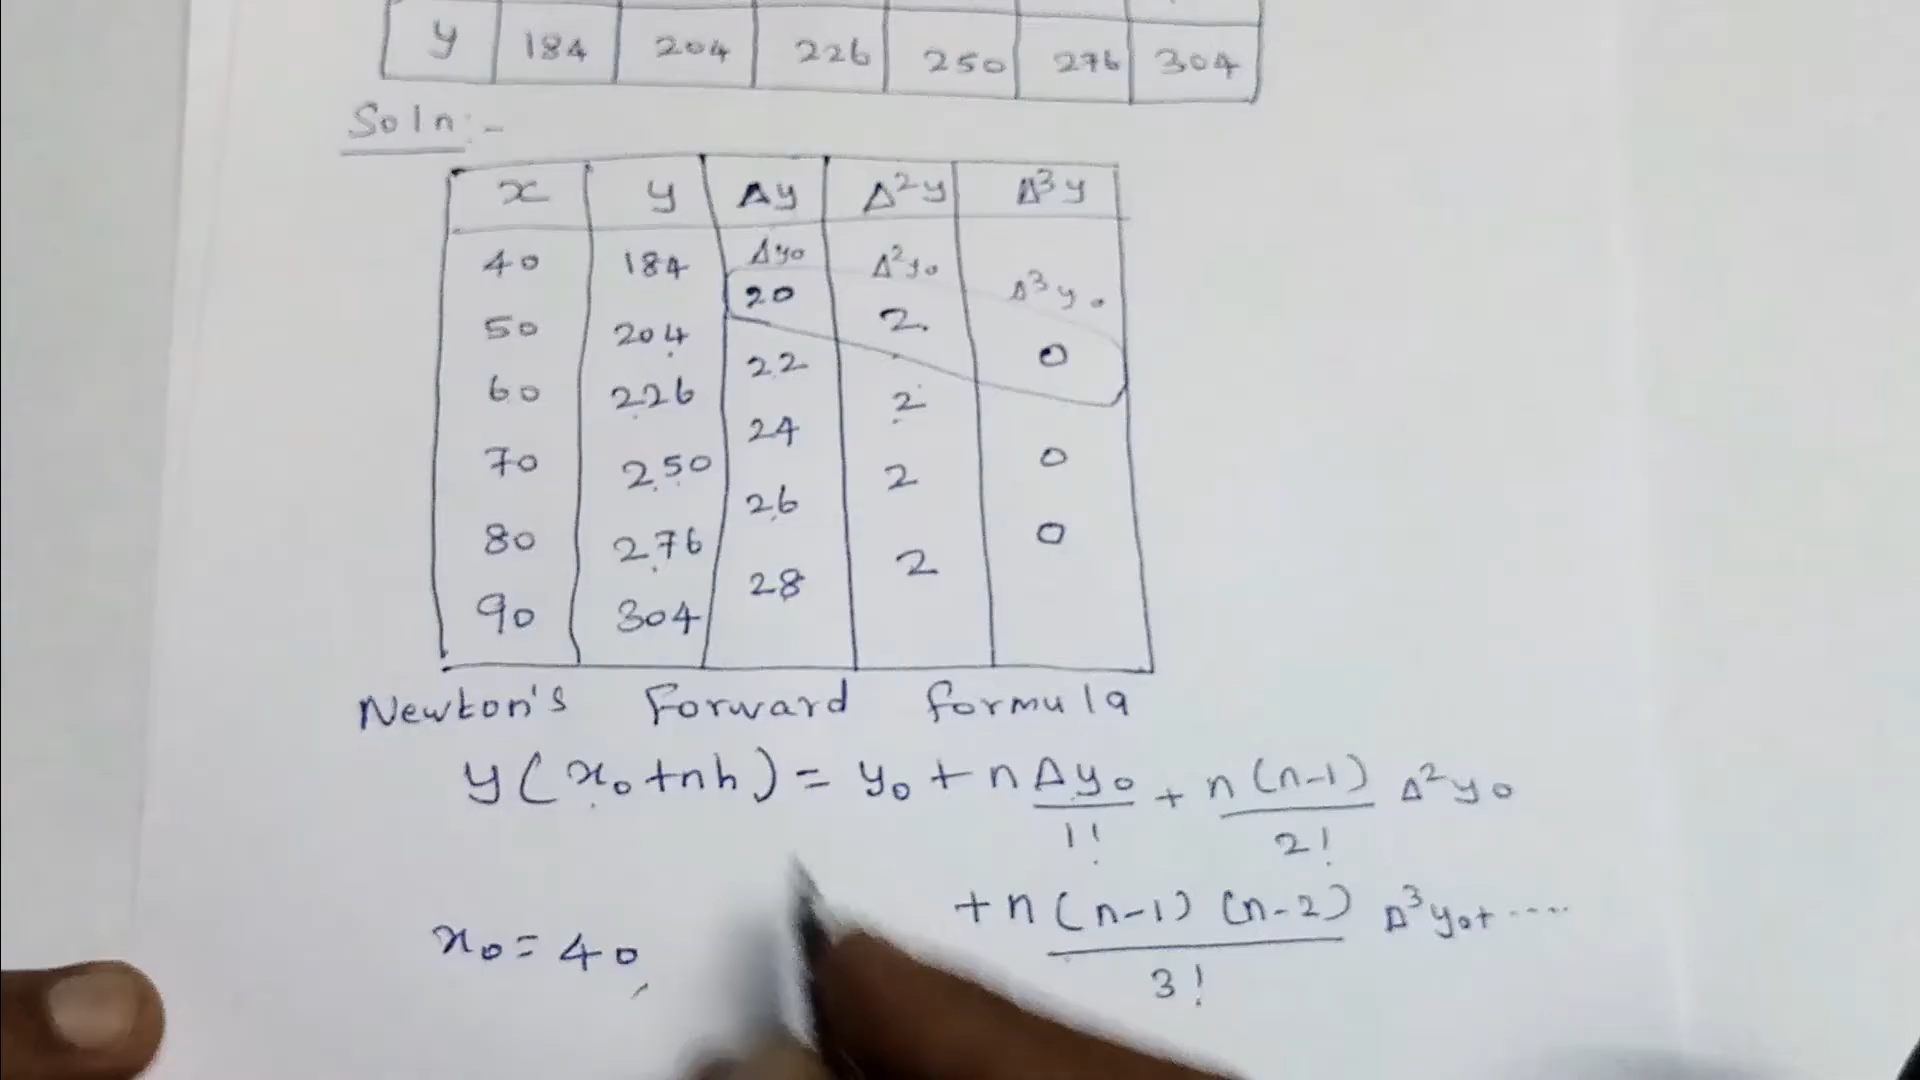 y 184 204 226 250 276 304
Soln:-
x y Δy Δ²y Δ³y
40 184 Δy₀ Δ²y₀ Δ³y₀
20
50 204 2
22 0
60 226 2
24
70 250 2 0
26
80 276 2 0
28
90 304
Newton's Forward formula
y(x₀+nh) = y₀ + n Δy₀/1! + n(n-1)/2! Δ²y₀
+ n(n-1)(n-2)/3! Δ³y₀+ ....
x₀ = 40,